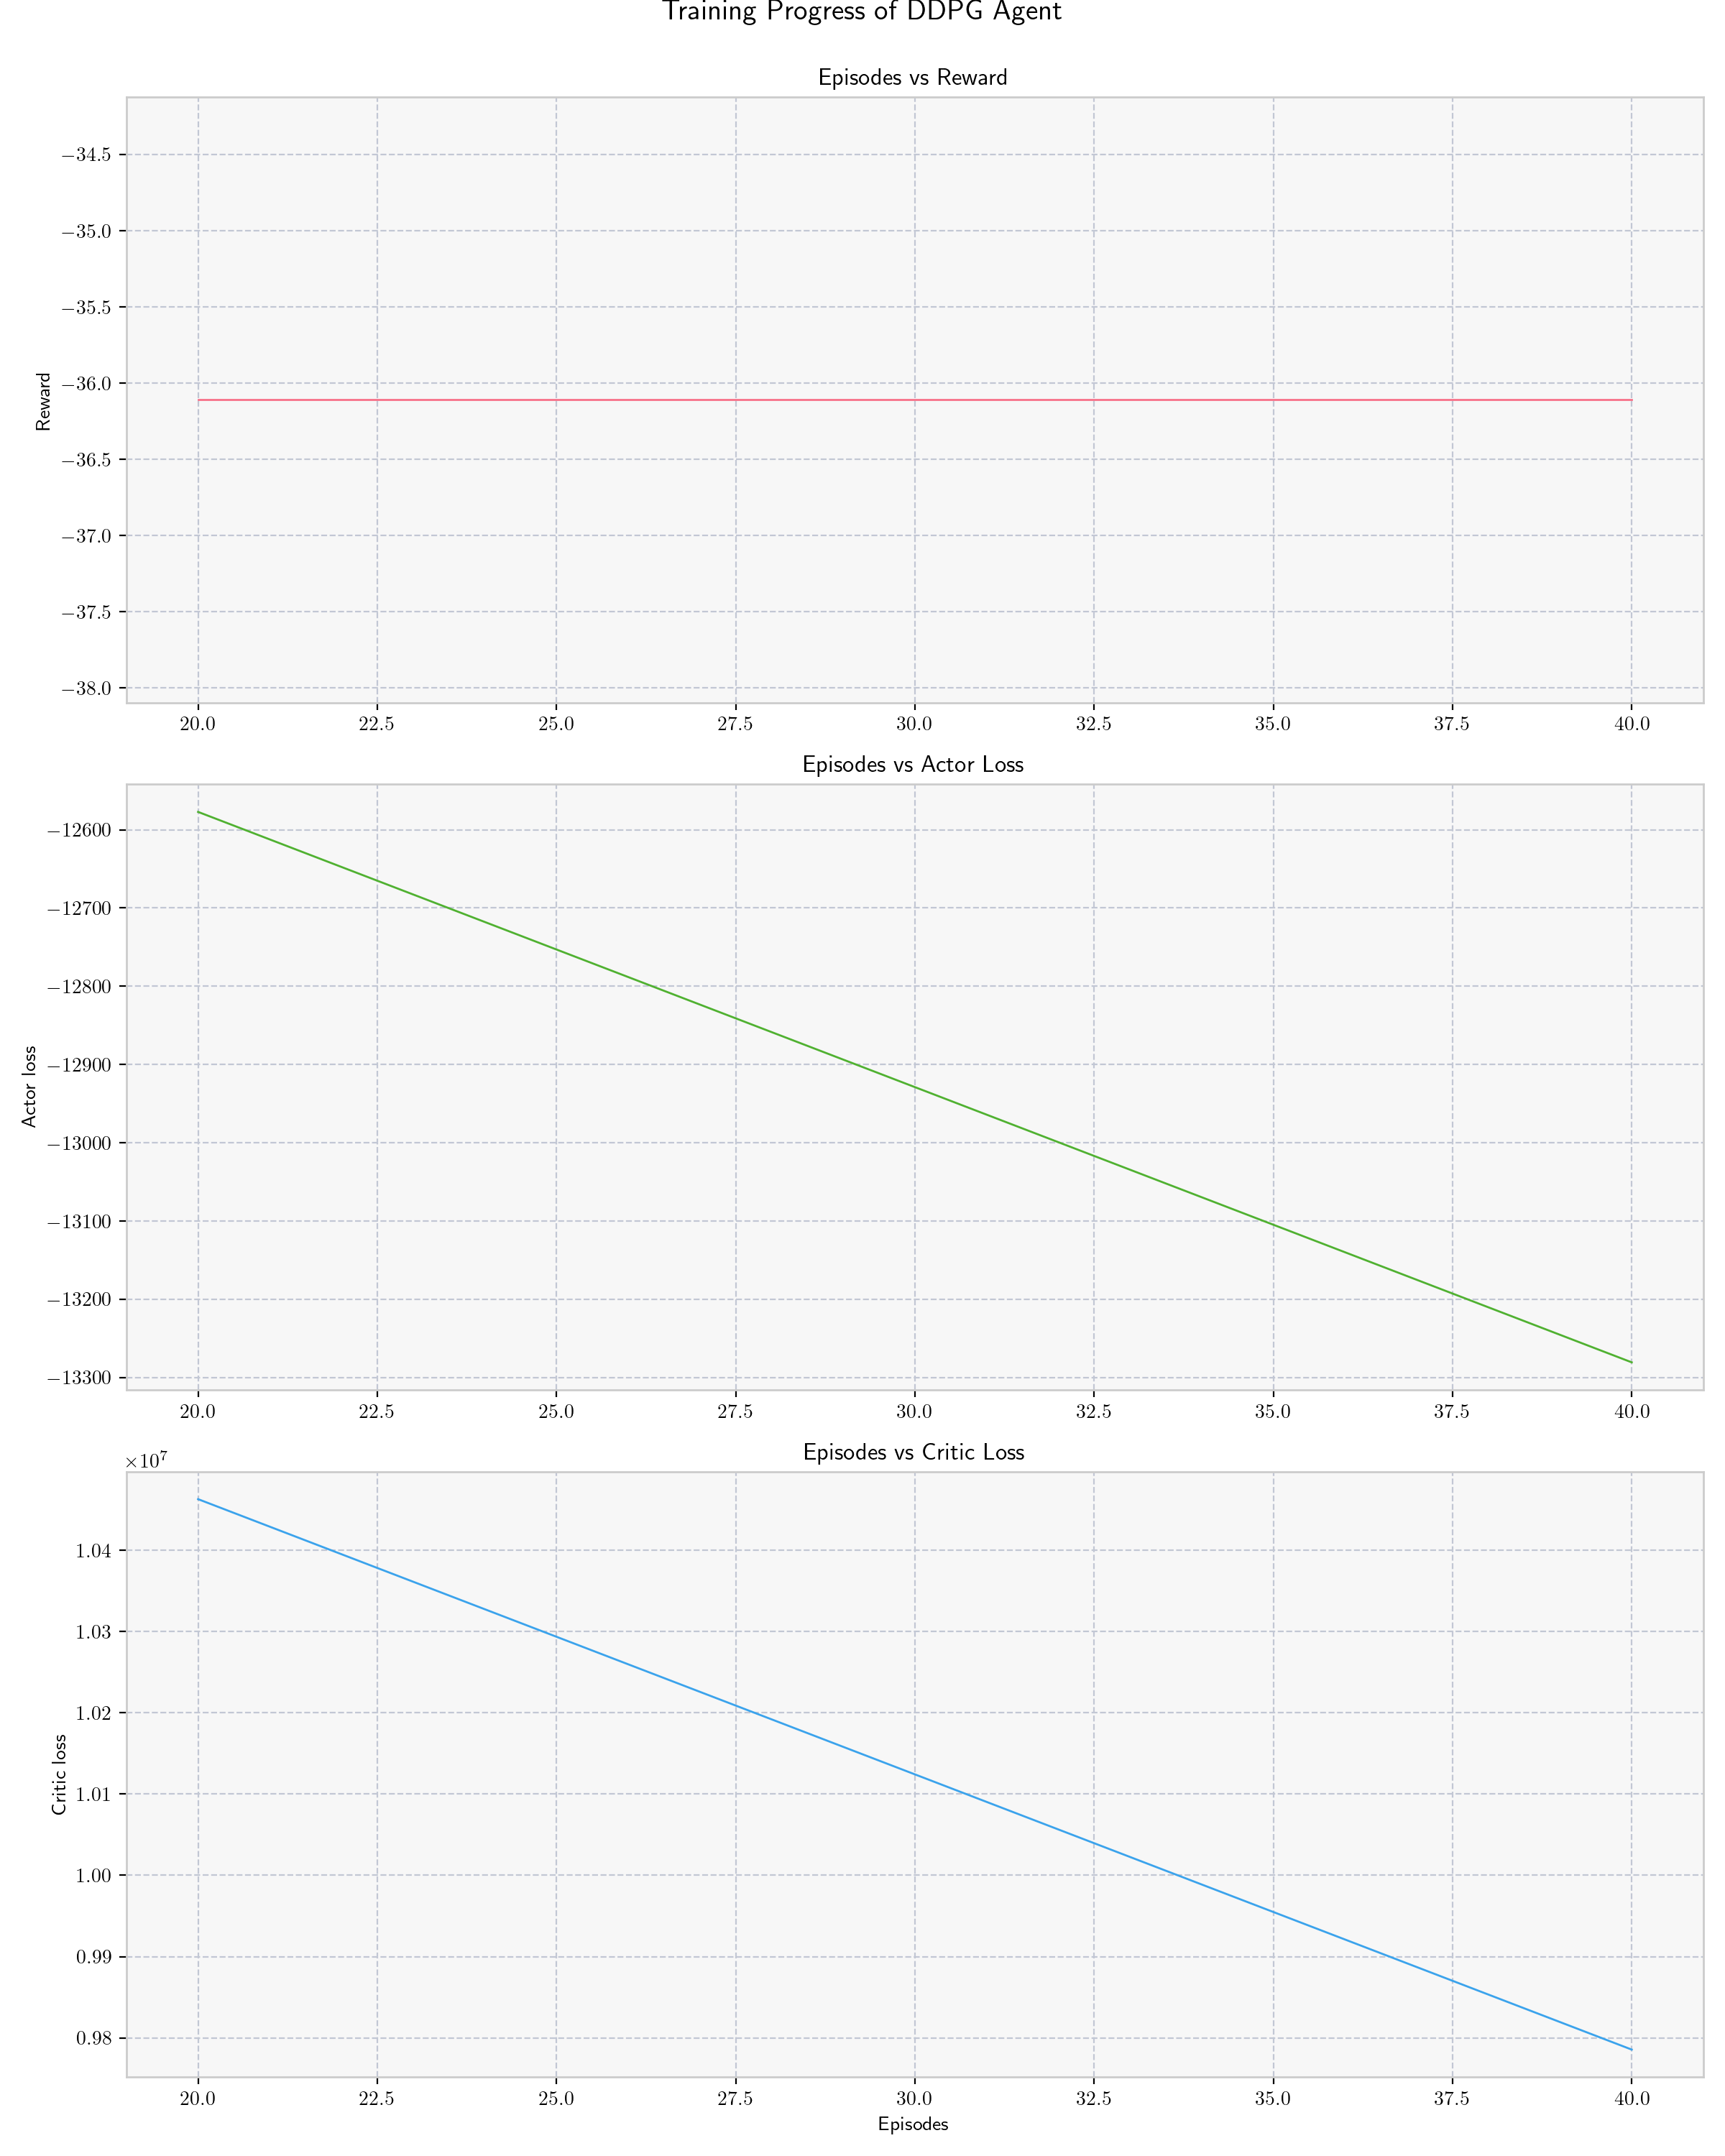 Training Progress of DDPG Agent
Episodes vs Reward
−34.5
−35.0
−35.5
−36.0
−36.5
−37.0
−37.5
−38.0
Reward
20.0 22.5 25.0 27.5 30.0 32.5 35.0 37.5 40.0
Episodes vs Actor Loss
−12600
−12700
−12800
−12900
−13000
−13100
−13200
−13300
Actor loss
20.0 22.5 25.0 27.5 30.0 32.5 35.0 37.5 40.0
Episodes vs Critic Loss
×10⁷
1.04
1.03
1.02
1.01
1.00
0.99
0.98
Critic loss
20.0 22.5 25.0 27.5 30.0 32.5 35.0 37.5 40.0
Episodes